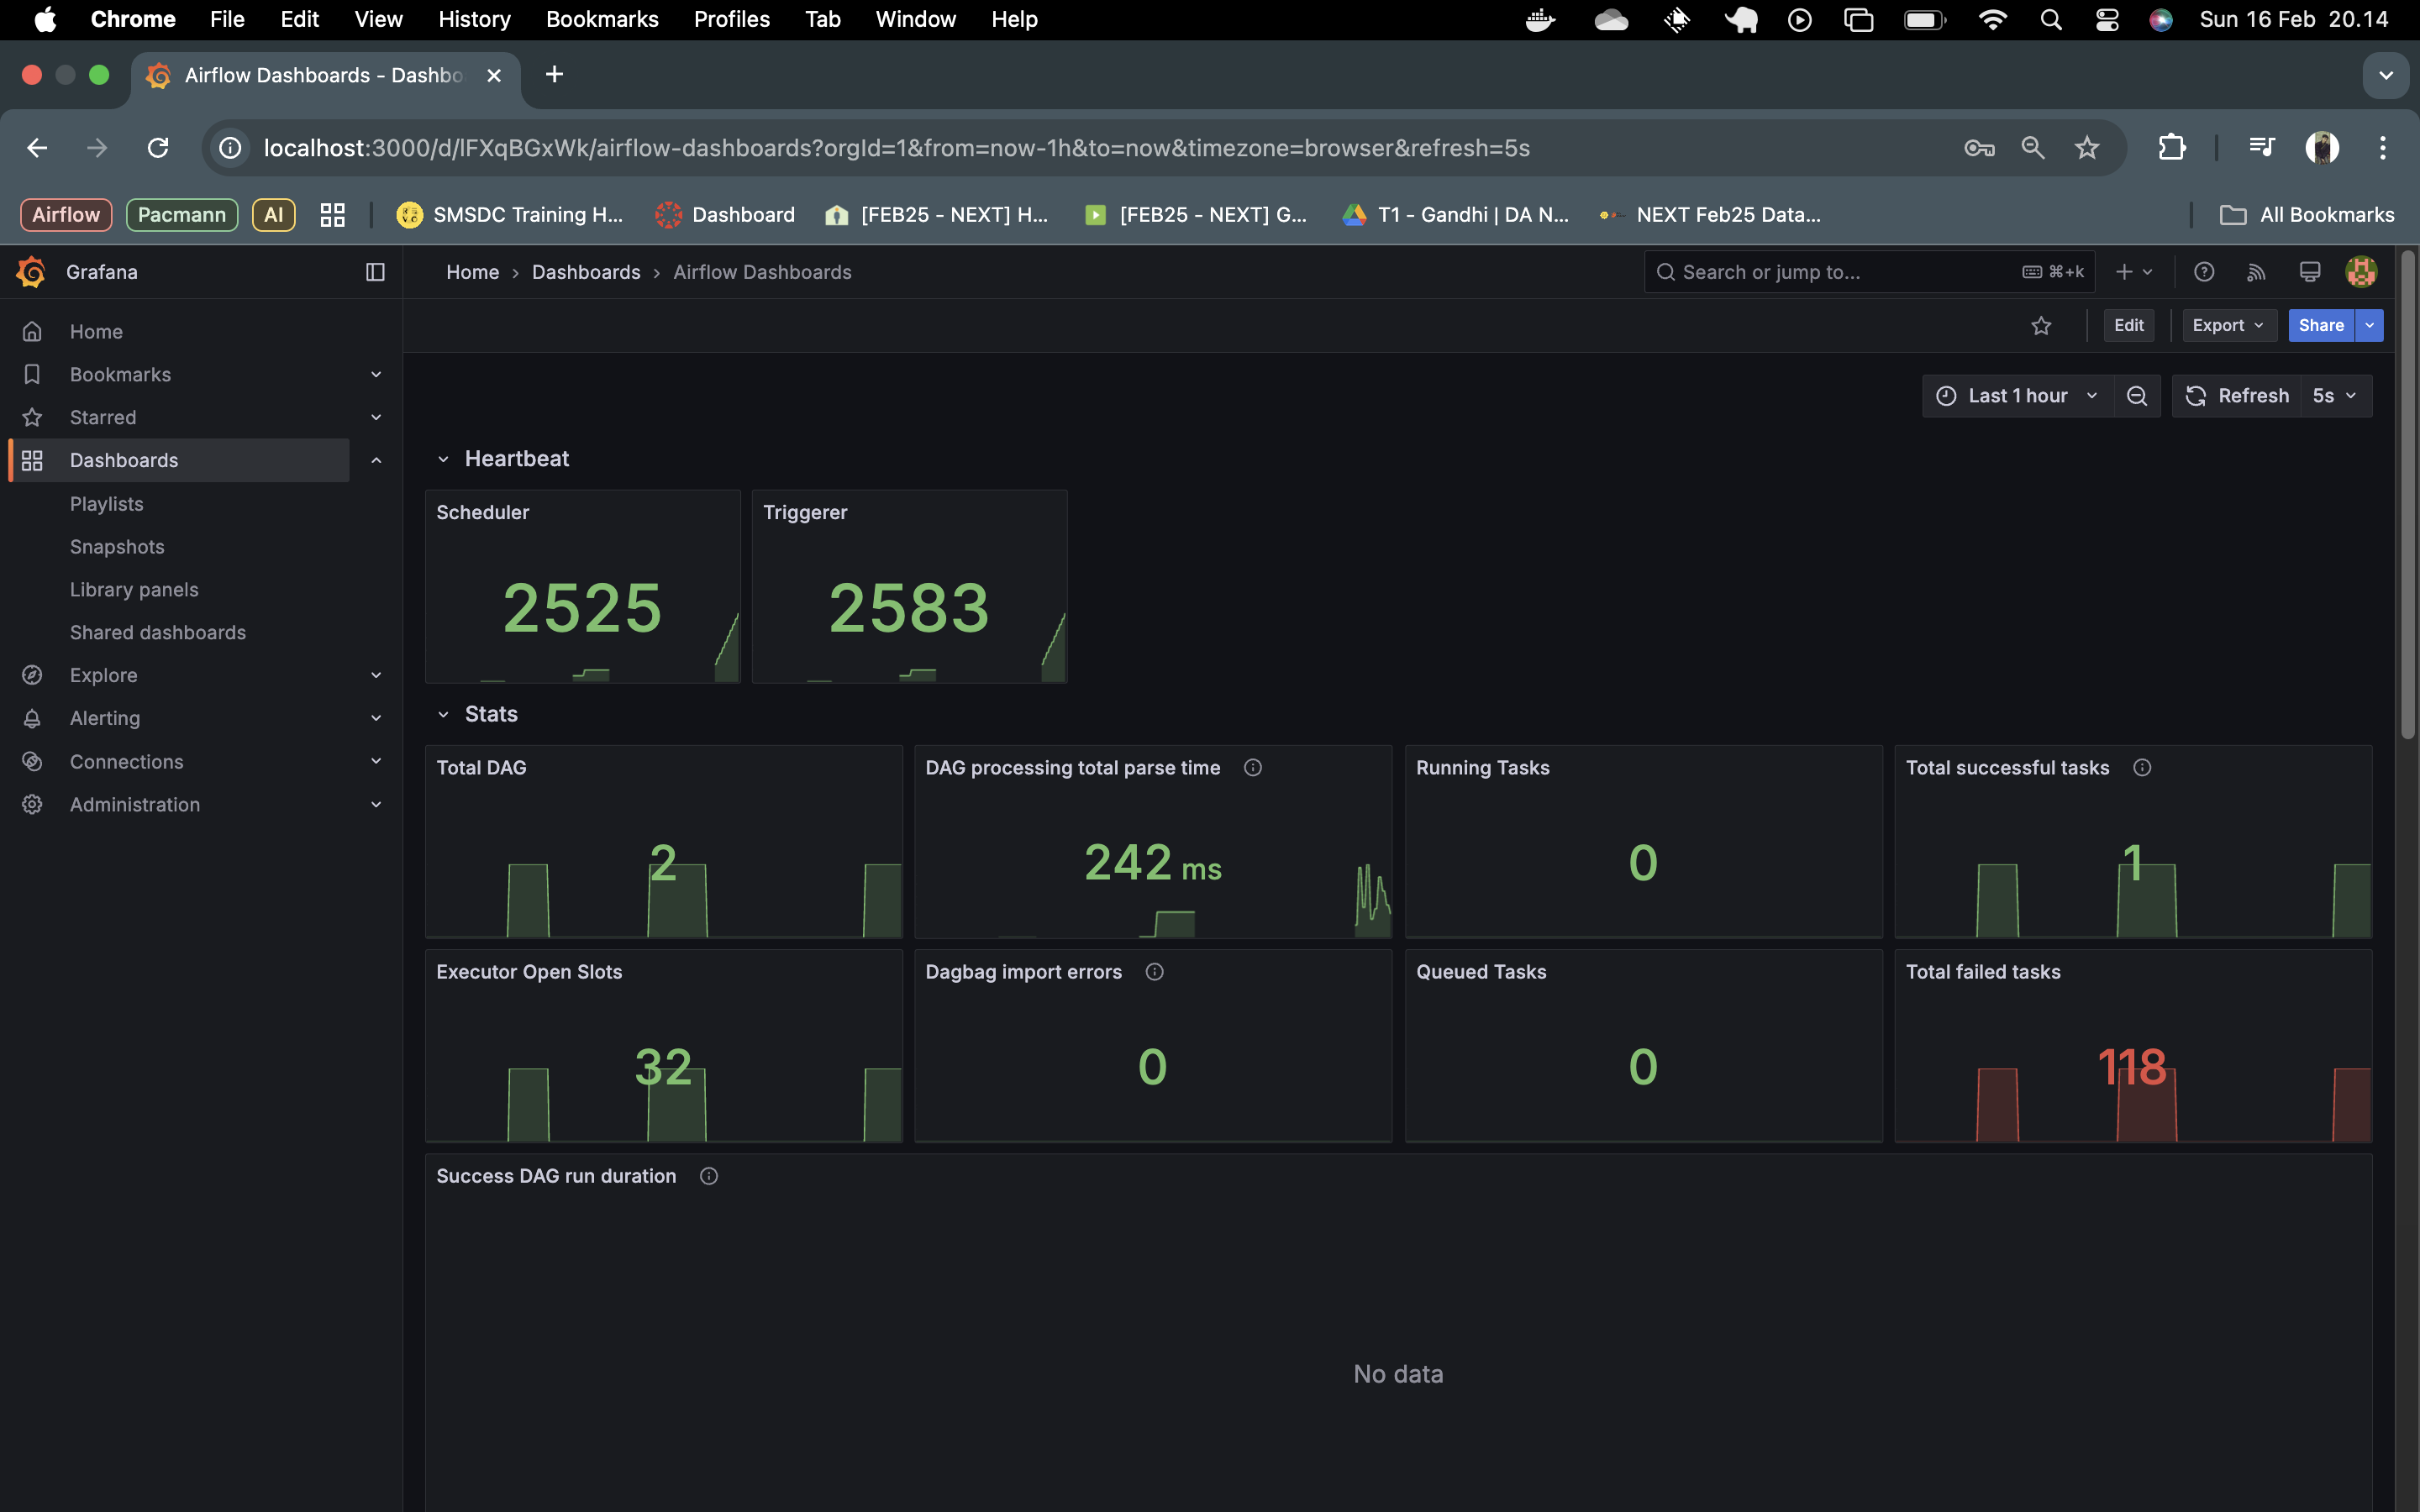 Chrome File Edit View History Bookmarks Profiles Tab Window Help Sun 16 Feb 20.14
Airflow Dashboards - Dashbo
localhost:3000/d/lFXqBGxWk/airflow-dashboards?orgId=1&from=now-1h&to=now&timezone=browser&refresh=5s
Airflow Pacmann AI SMSDC Training H... Dashboard [FEB25 - NEXT] H... [FEB25 - NEXT] G... T1 - Gandhi | DA N... NEXT Feb25 Data... All Bookmarks
Grafana Home › Dashboards › Airflow Dashboards Search or jump to... ⌘+k
Edit Export Share
Home
Bookmarks
Starred
Dashboards
Playlists
Snapshots
Library panels
Shared dashboards
Explore
Alerting
Connections
Administration
Last 1 hour Refresh 5s
Heartbeat
Scheduler Triggerer
2525 2583
Stats
Total DAG DAG processing total parse time Running Tasks Total successful tasks
2 242 ms 0 1
Executor Open Slots Dagbag import errors Queued Tasks Total failed tasks
32 0 0 118
Success DAG run duration
No data